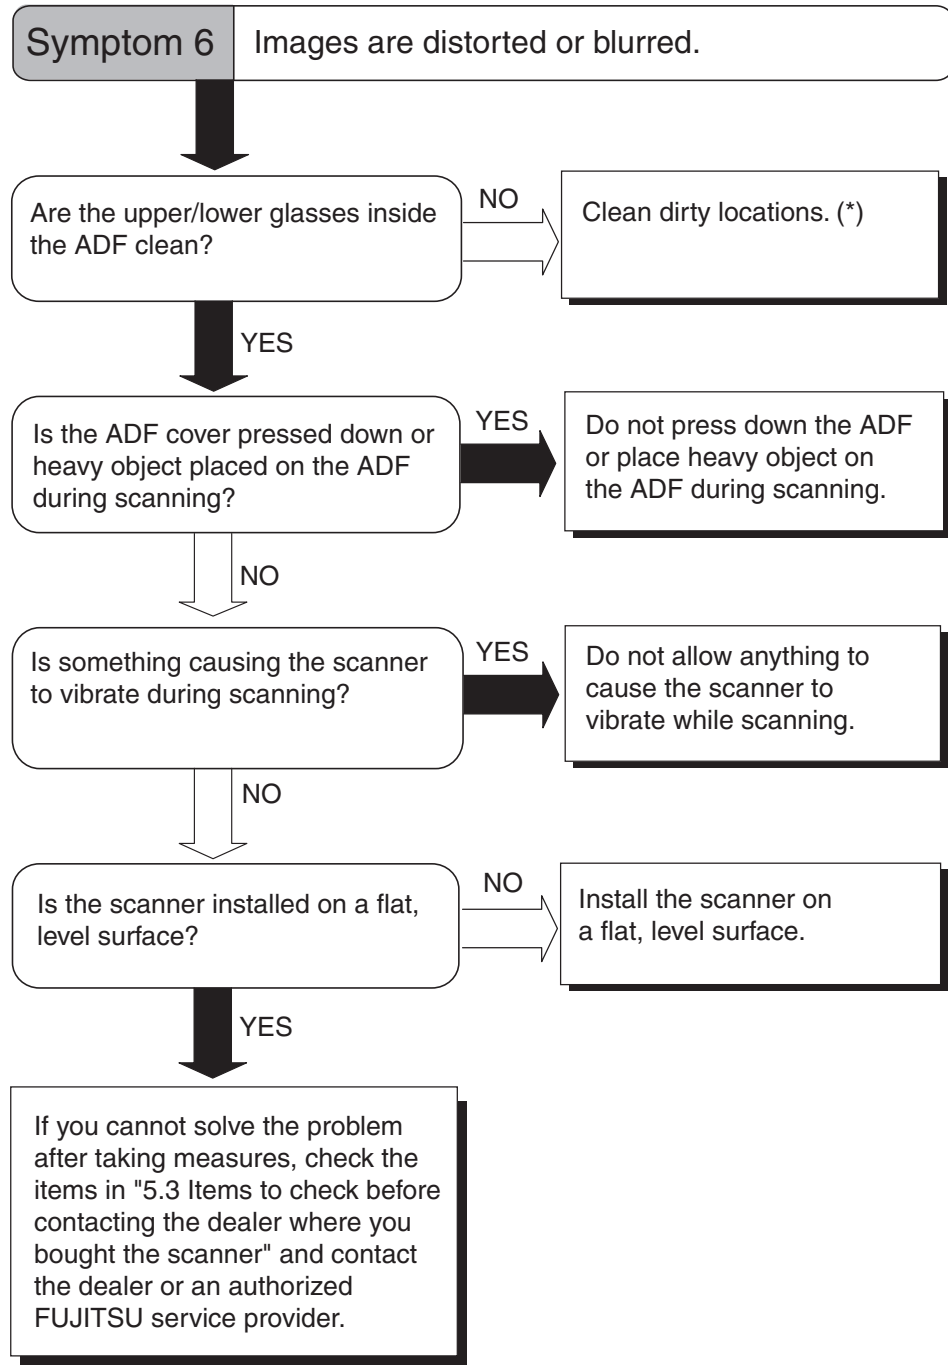 Symptom 6
Images are distorted or blurred.
Are the upper/lower glasses inside
the ADF clean?
NO
Clean dirty locations. (*)
YES
Is the ADF cover pressed down or
heavy object placed on the ADF
during scanning?
YES
Do not press down the ADF
or place heavy object on
the ADF during scanning.
NO
Is something causing the scanner
to vibrate during scanning?
YES
Do not allow anything to
cause the scanner to
vibrate while scanning.
NO
Is the scanner installed on a flat,
level surface?
NO
Install the scanner on
a flat, level surface.
YES
If you cannot solve the problem
after taking measures, check the
items in "5.3 Items to check before
contacting the dealer where you
bought the scanner" and contact
the dealer or an authorized
FUJITSU service provider.